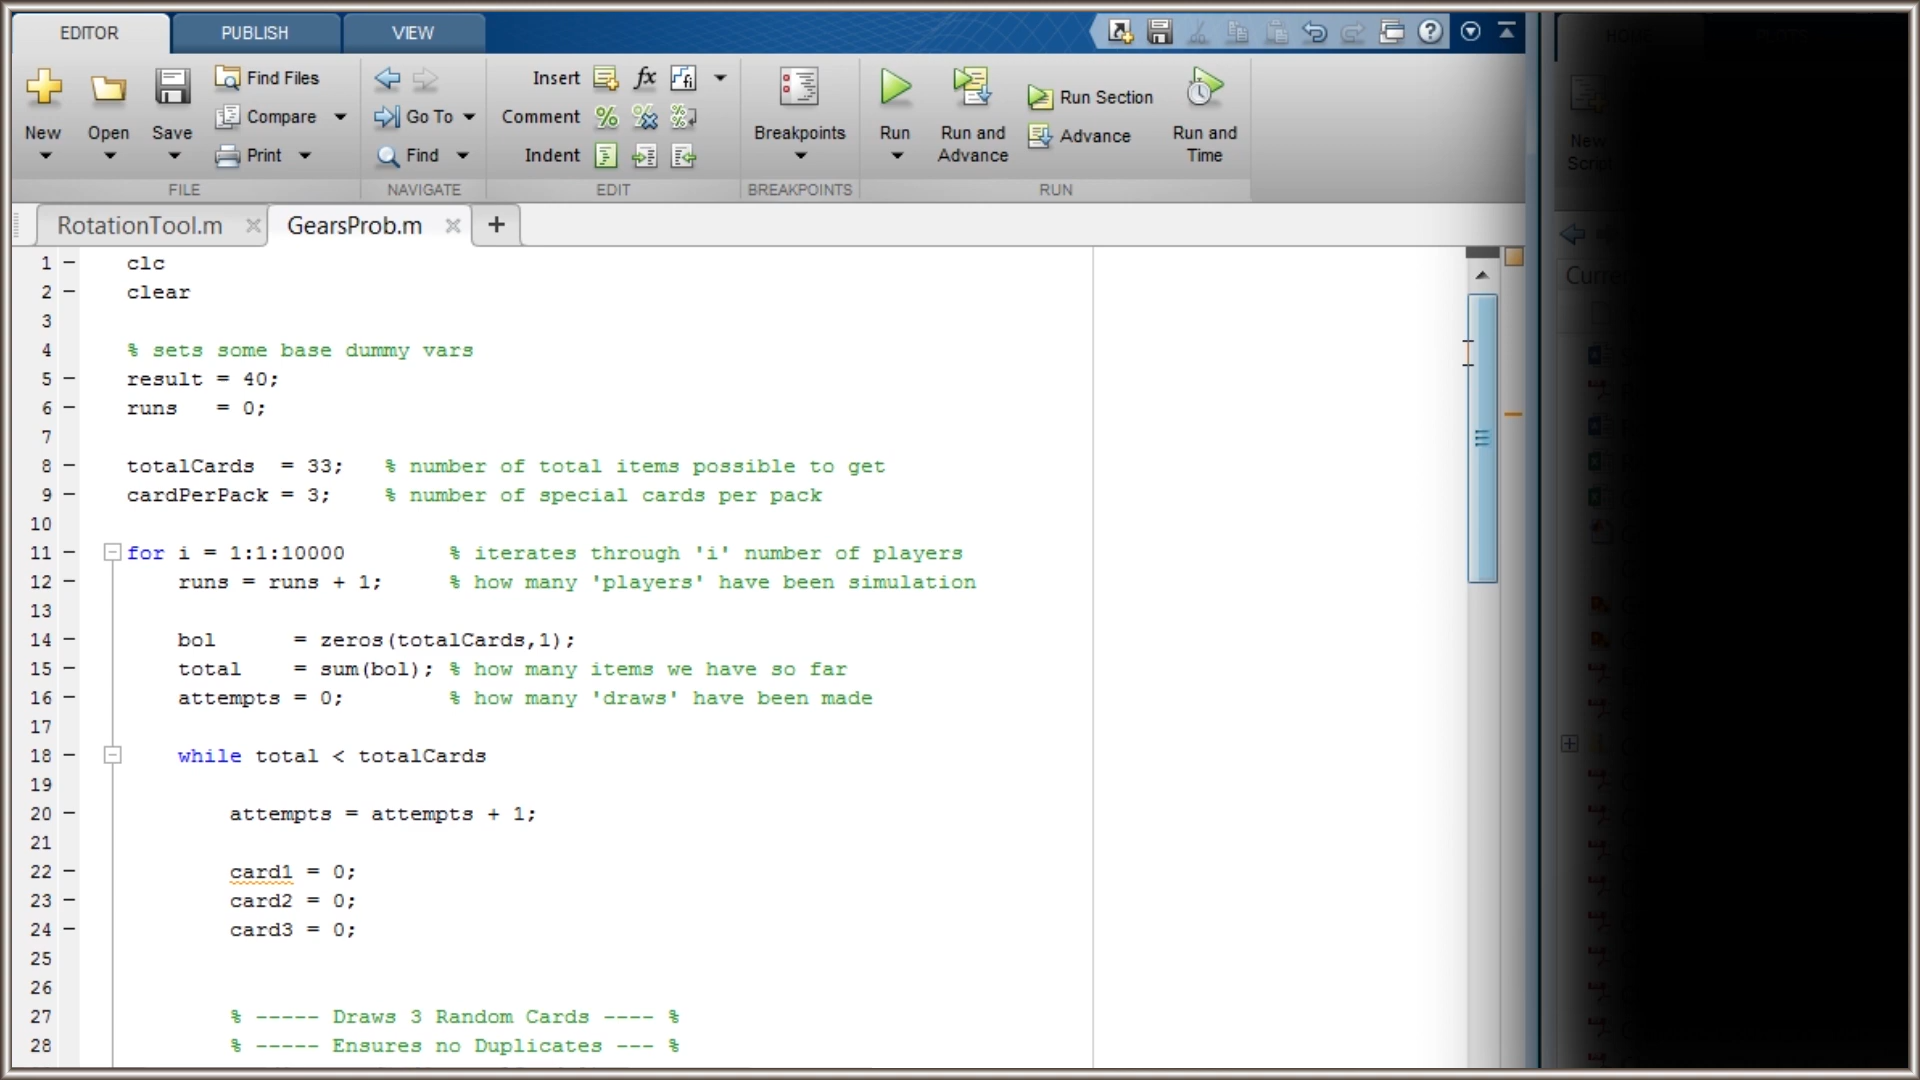 EDITOR PUBLISH VIEW
New Open Save
Find Files
Compare
Print
FILE
Go To
Find
NAVIGATE
Insert fx
Comment
Indent
EDIT
Breakpoints
BREAKPOINTS
Run
Run and
Advance
Run Section
Advance
Run and
Time
RUN
New
RotationTool.m GearsProb.m +
1 clc
2 clear
3
4 % sets some base dummy vars
5 result = 40;
6 runs = 0;
7
8 totalCards = 33; % number of total items possible to get
9 cardPerPack = 3; % number of special cards per pack
10
11 for i = 1:1:10000 % iterates through 'i' number of players
12 runs = runs + 1; % how many 'players' have been simulation
13
14 bol = zeros(totalCards,1);
15 total = sum(bol); % how many items we have so far
16 attempts = 0; % how many 'draws' have been made
17
18 while total < totalCards
19
20 attempts = attempts + 1;
21
22 card1 = 0;
23 card2 = 0;
24 card3 = 0;
25
26
27 % ----- Draws 3 Random Cards ---- %
28 % ----- Ensures no Duplicates --- %